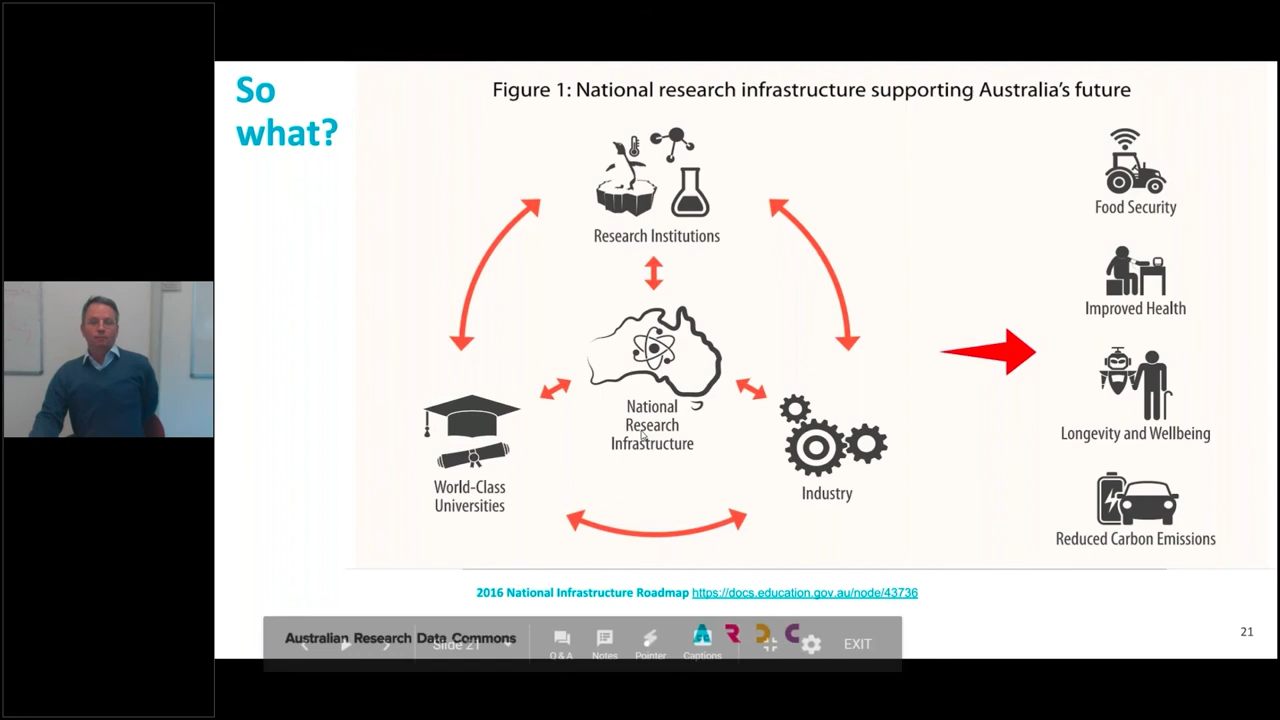 So
what?
Figure 1: National research infrastructure supporting Australia's future
Research Institutions
National
Research
Infrastructure
World-Class
Universities
Industry
Food Security
Improved Health
Longevity and Wellbeing
Reduced Carbon Emissions
2016 National Infrastructure Roadmap https://docs.education.gov.au/node/43736
Australian Research Data Commons
A R D C
Slide 21
Q & A
Notes
Pointer
Captions
EXIT
21